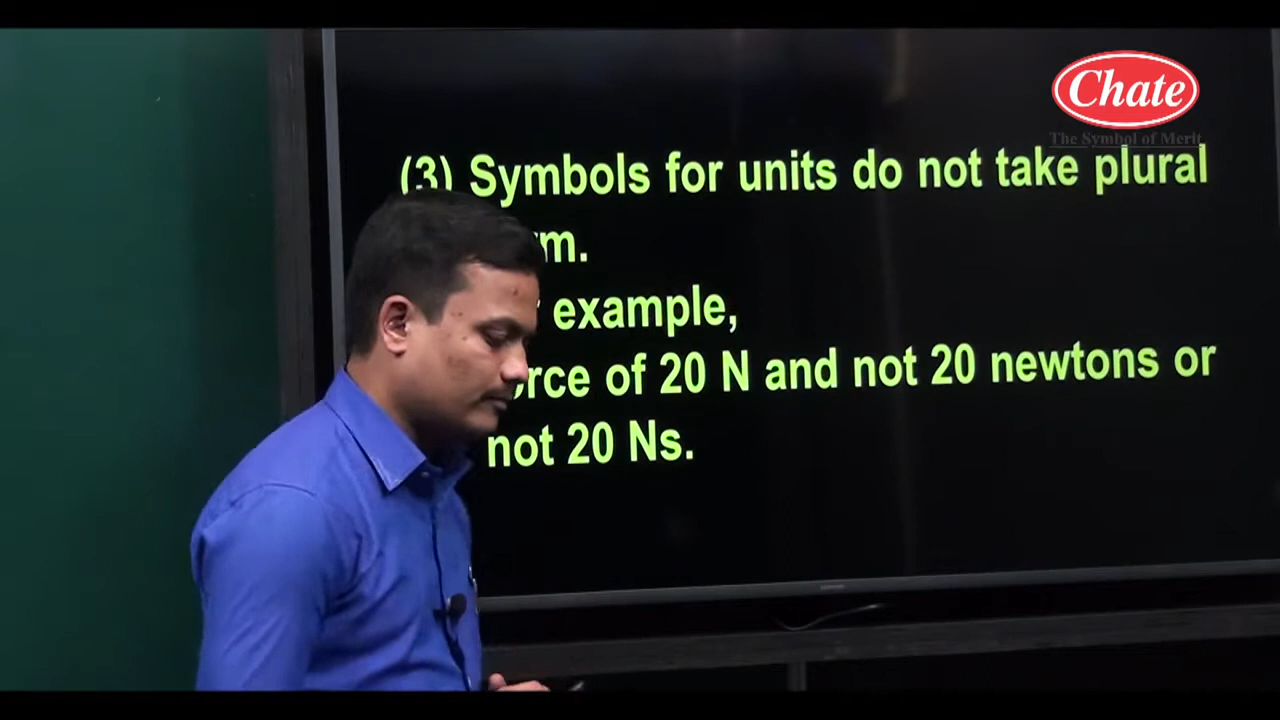 Chate
The Symbol of Merit
(3) Symbols for units do not take plural
example,
of 20 N and not 20 newtons or
not 20 Ns.